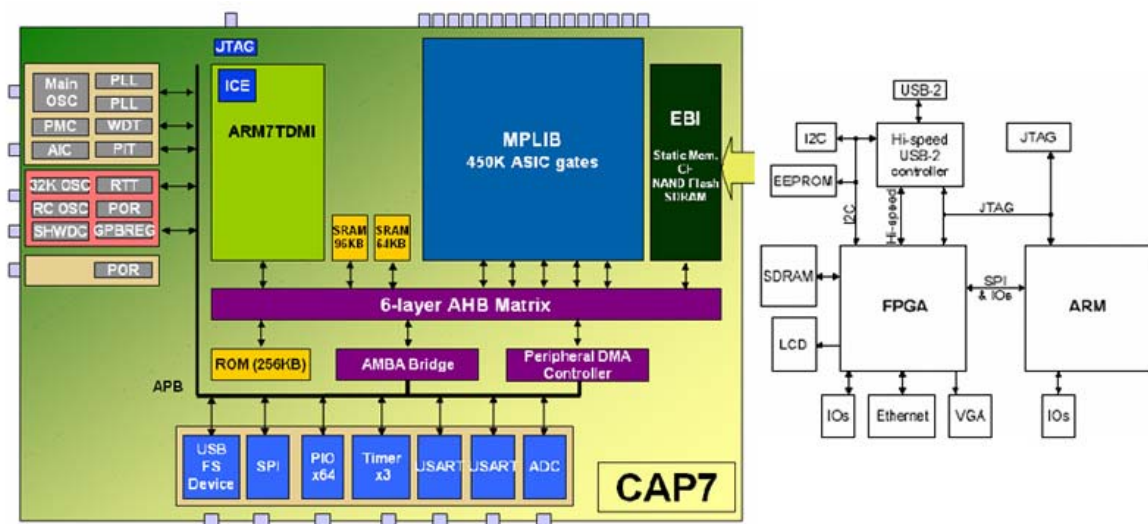 JTAG
Main
OSC
PLL
PLL
PMC
WDT
AIC
PIT
32K OSC
RTT
RC OSC
POR
SHWDC
GPBREG
POR
ICE
ARM7TDMI
SRAM
96KB
SRAM
64KB
MPLIB
450K ASIC gates
EBI
Static Mem.
CF
NAND Flash
SDRAM
6-layer AHB Matrix
ROM (256KB)
AMBA Bridge
Peripheral DMA
Controller
APB
USB
FS
Device
SPI
PIO
x64
Timer
x3
USART
USART
ADC
CAP7
USB-2
I2C
Hi-speed
USB-2
controller
JTAG
EEPROM
I2C
Hi-speed
JTAG
SDRAM
FPGA
SPI
& IOs
ARM
LCD
IOs
Ethernet
VGA
IOs